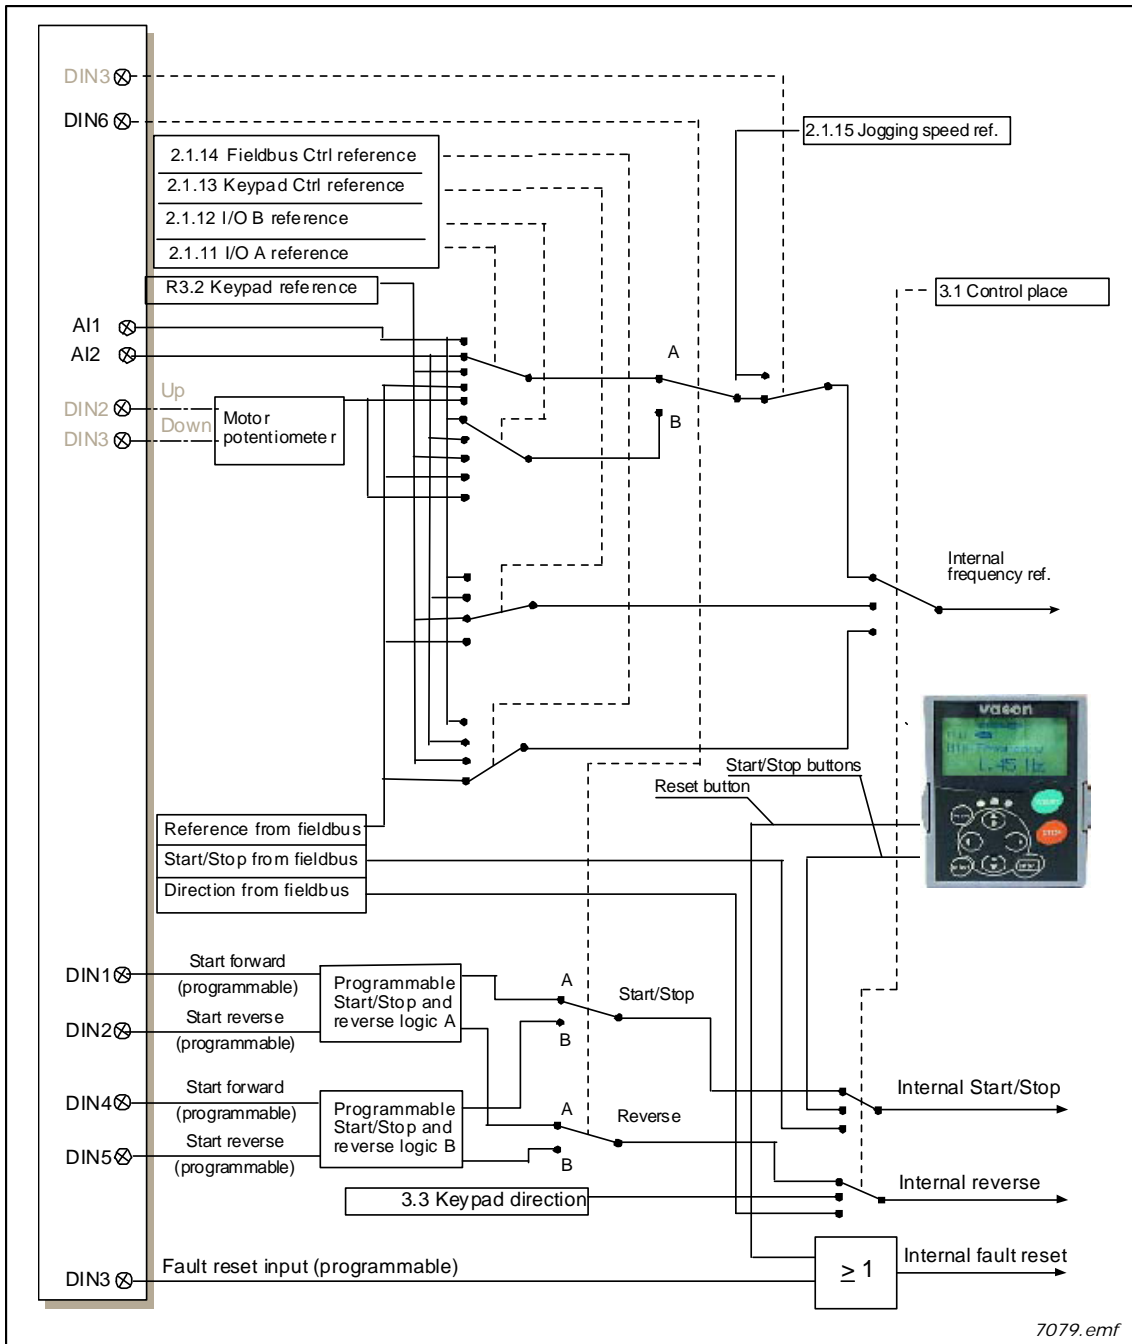 DIN3
DIN6
2.1.15 Jogging speed ref.
2.1.14 Fieldbus Ctrl reference
2.1.13 Keypad Ctrl reference
2.1.12 I/O B reference
2.1.11 I/O A reference
R3.2 Keypad reference
3.1 Control place
AI1
AI2
DIN2
Up
DIN3
Down
Motor
potentiometer
A
B
Internal
frequency ref.
vacon
1.45 Hz
STOP
Start/Stop buttons
Reset button
Reference from fieldbus
Start/Stop from fieldbus
Direction from fieldbus
DIN1
Start forward
(programmable)
DIN2
Start reverse
(programmable)
Programmable
Start/Stop and
reverse logic A
A
B
Start/Stop
DIN4
Start forward
(programmable)
DIN5
Start reverse
(programmable)
Programmable
Start/Stop and
reverse logic B
A
B
Reverse
Internal Start/Stop
3.3 Keypad direction
Internal reverse
DIN3
Fault reset input (programmable)
≥ 1
Internal fault reset
7079.emf